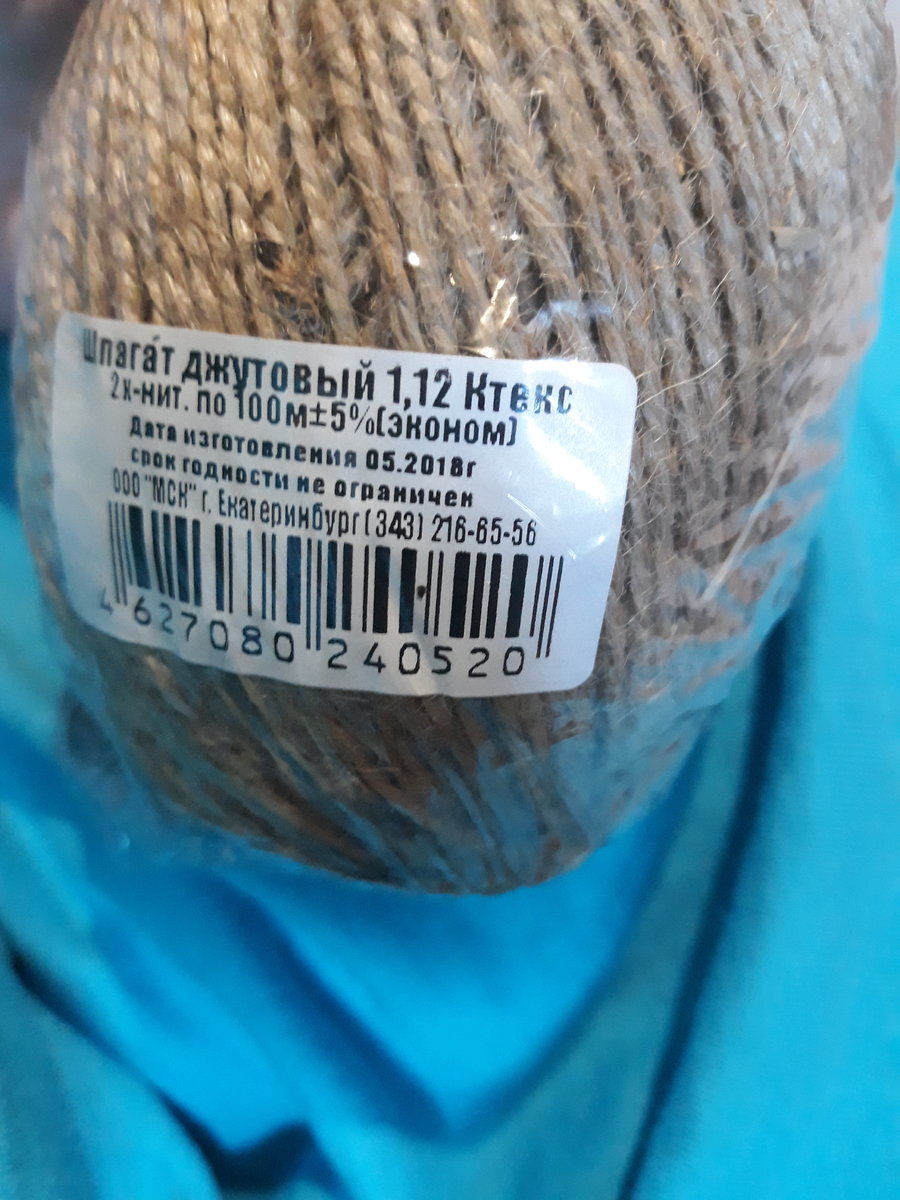 Шпагат джутовый 1,12 Ктекс
2х-нит. по 100м±5%(эконом)
Дата изготовления 05.2018г
срок годности не ограничен
ООО "МСК" г. Екатеринбург(343) 216-65-56
4 627080 240520